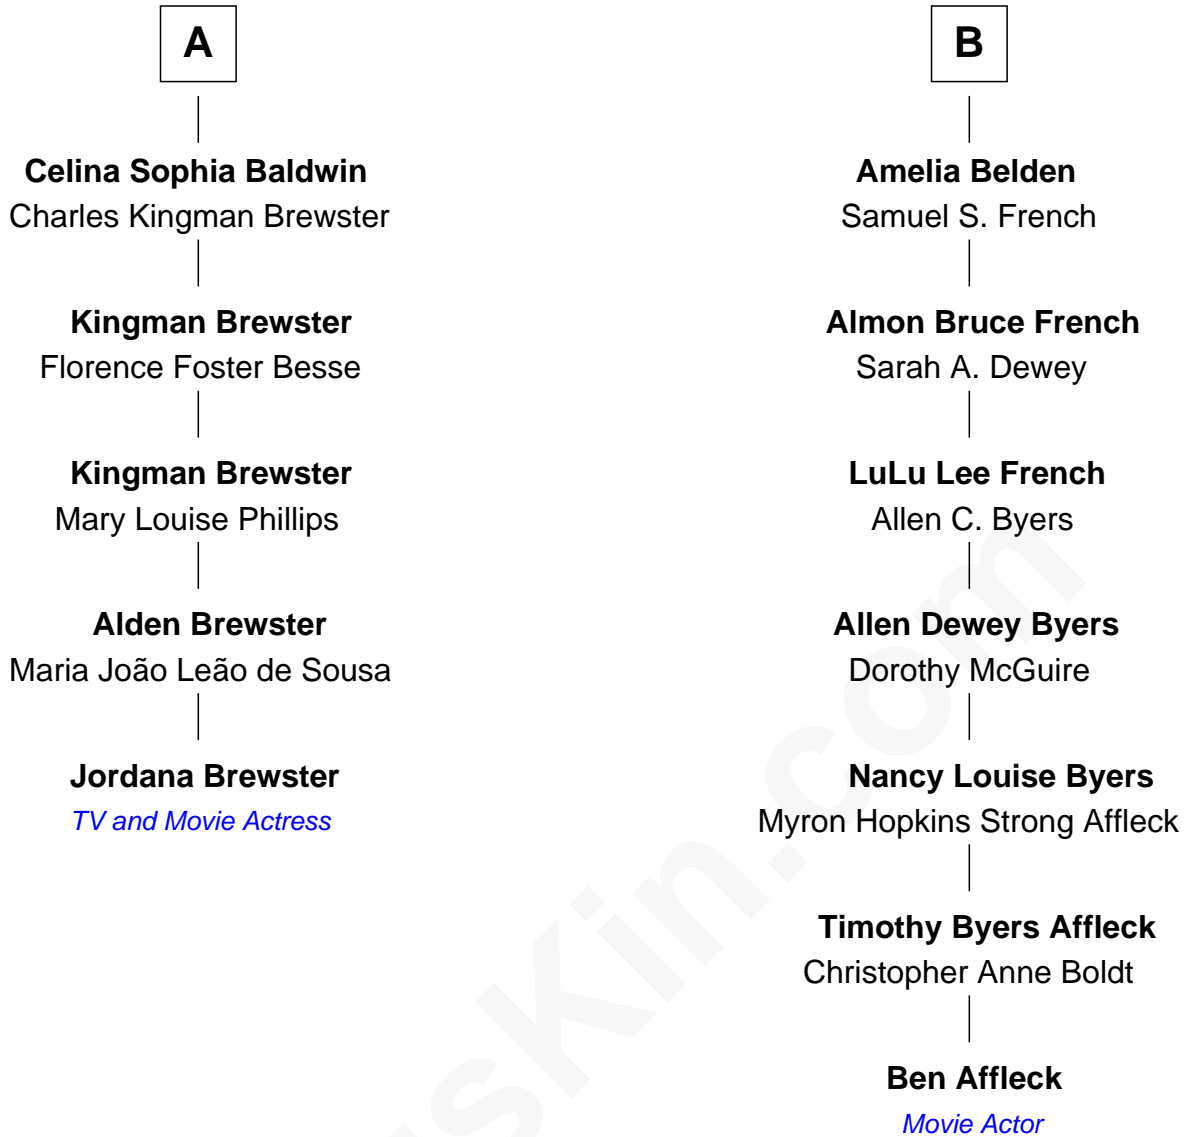 A
Celina Sophia Baldwin
Charles Kingman Brewster
Kingman Brewster
Florence Foster Besse
Kingman Brewster
Mary Louise Phillips
Alden Brewster
Maria João Leão de Sousa
Jordana Brewster
TV and Movie Actress
B
Amelia Belden
Samuel S. French
Almon Bruce French
Sarah A. Dewey
LuLu Lee French
Allen C. Byers
Allen Dewey Byers
Dorothy McGuire
Nancy Louise Byers
Myron Hopkins Strong Affleck
Timothy Byers Affleck
Christopher Anne Boldt
Ben Affleck
Movie Actor
sKin.com